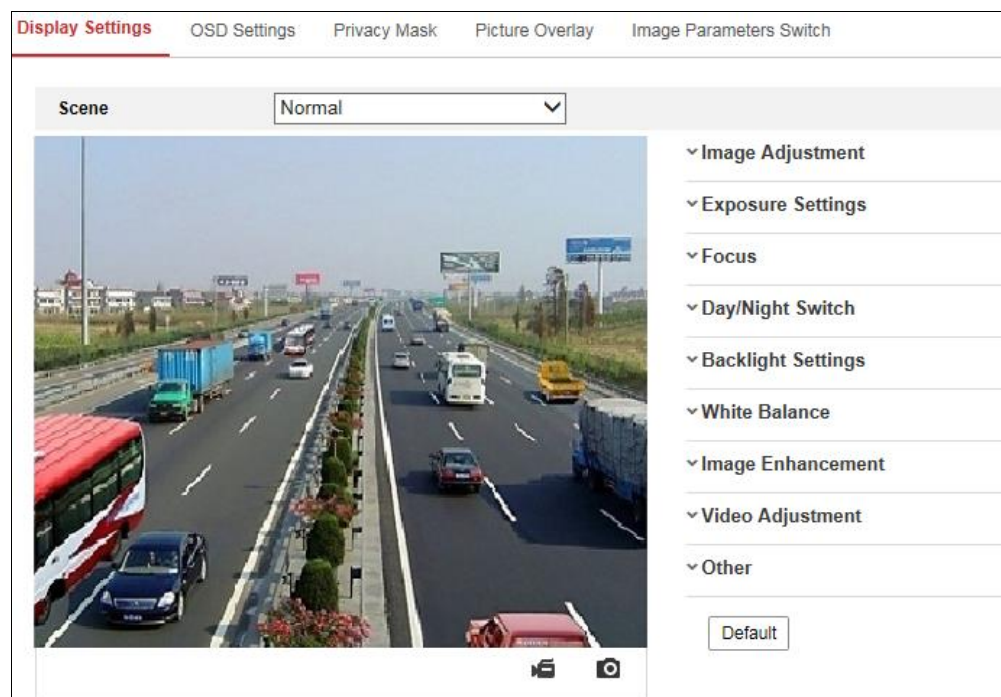 Display Settings OSD Settings Privacy Mask Picture Overlay Image Parameters Switch
Scene Normal
Image Adjustment
Exposure Settings
Focus
Day/Night Switch
Backlight Settings
White Balance
Image Enhancement
Video Adjustment
Other
Default